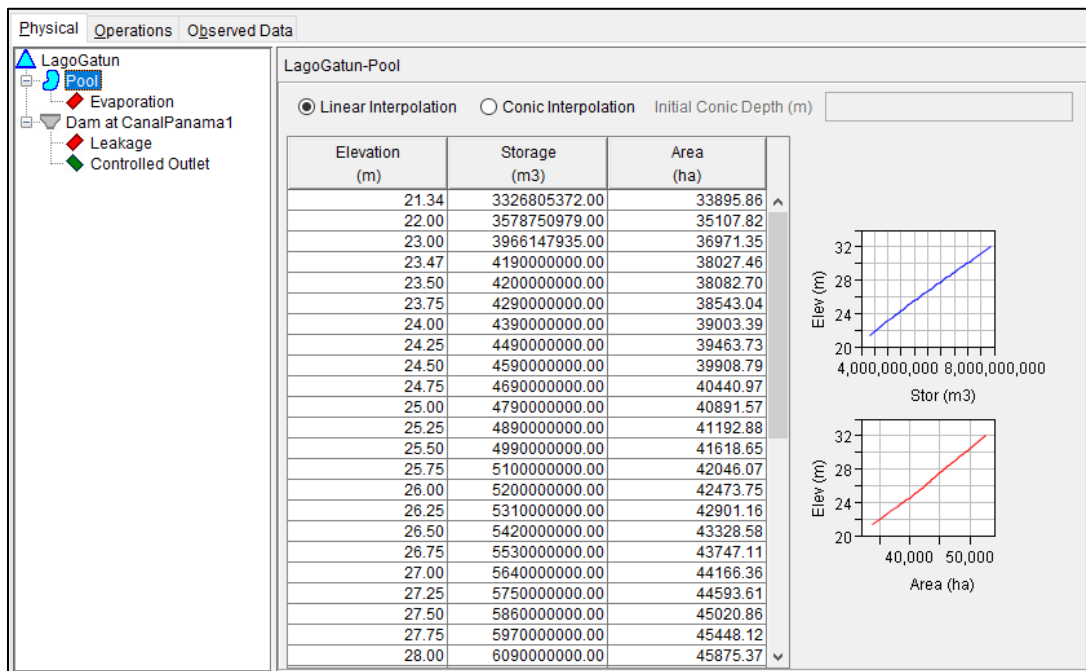 Physical Operations Observed Data
LagoGatun
Pool
Evaporation
Dam at CanalPanama1
Leakage
Controlled Outlet
LagoGatun-Pool
Linear Interpolation Conic Interpolation Initial Conic Depth (m)
Elevation (m) Storage (m3) Area (ha)
21.34 3326805372.00 33895.86
22.00 3578750979.00 35107.82
23.00 3966147935.00 36971.35
23.47 4190000000.00 38027.46
23.50 4200000000.00 38082.70
23.75 4290000000.00 38543.04
24.00 4390000000.00 39003.39
24.25 4490000000.00 39463.73
24.50 4590000000.00 39908.79
24.75 4690000000.00 40440.97
25.00 4790000000.00 40891.57
25.25 4890000000.00 41192.88
25.50 4990000000.00 41618.65
25.75 5100000000.00 42046.07
26.00 5200000000.00 42473.75
26.25 5310000000.00 42901.16
26.50 5420000000.00 43328.58
26.75 5530000000.00 43747.11
27.00 5640000000.00 44166.36
27.25 5750000000.00 44593.61
27.50 5860000000.00 45020.86
27.75 5970000000.00 45448.12
28.00 6090000000.00 45875.37
Elev (m)
32
28
24
20
4,000,000,000 8,000,000,000
Stor (m3)
Elev (m)
32
28
24
20
40,000 50,000
Area (ha)